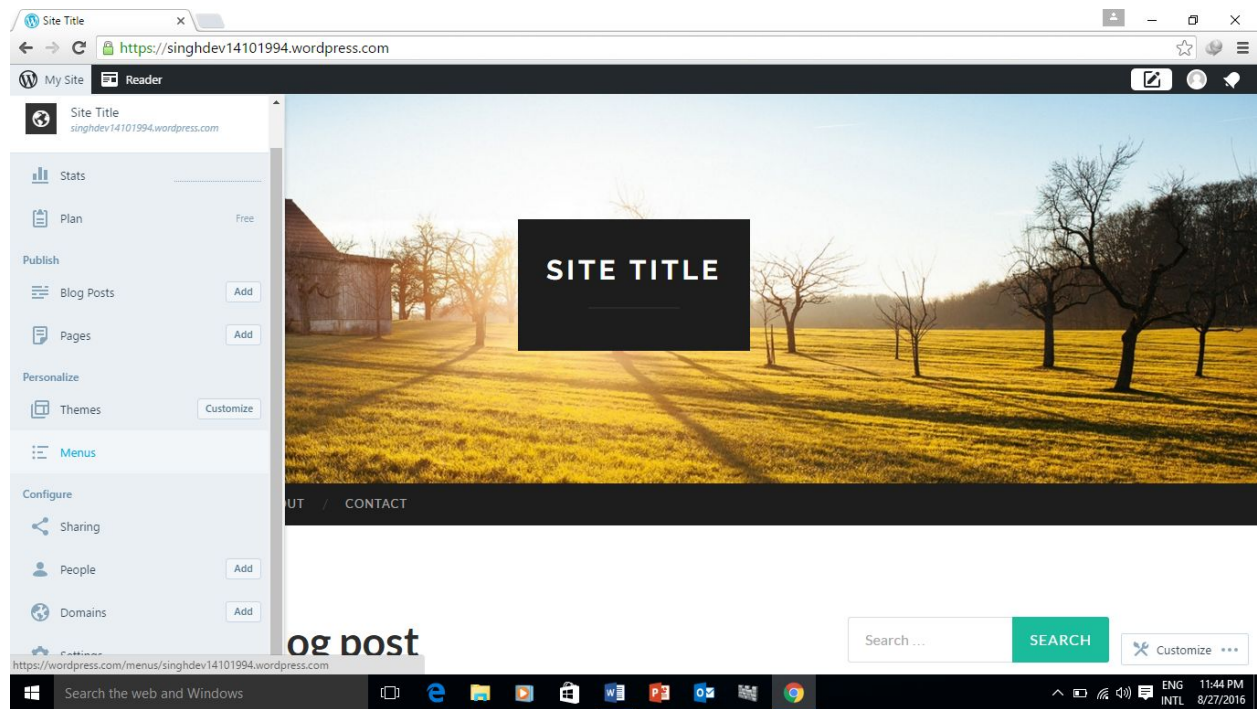 Site Title
https://singhdev14101994.wordpress.com
My Site Reader
Site Title
singhdev14101994.wordpress.com
Stats
Plan Free
Publish
Blog Posts Add
Pages Add
Personalize
Themes Customize
Menus
Configure
Sharing
People Add
Domains Add
Settings
https://wordpress.com/menus/singhdev14101994.wordpress.com
SITE TITLE
OUT / CONTACT
og post
Search ...
SEARCH
Customize
Search the web and Windows
ENG 11:44 PM
INTL 8/27/2016